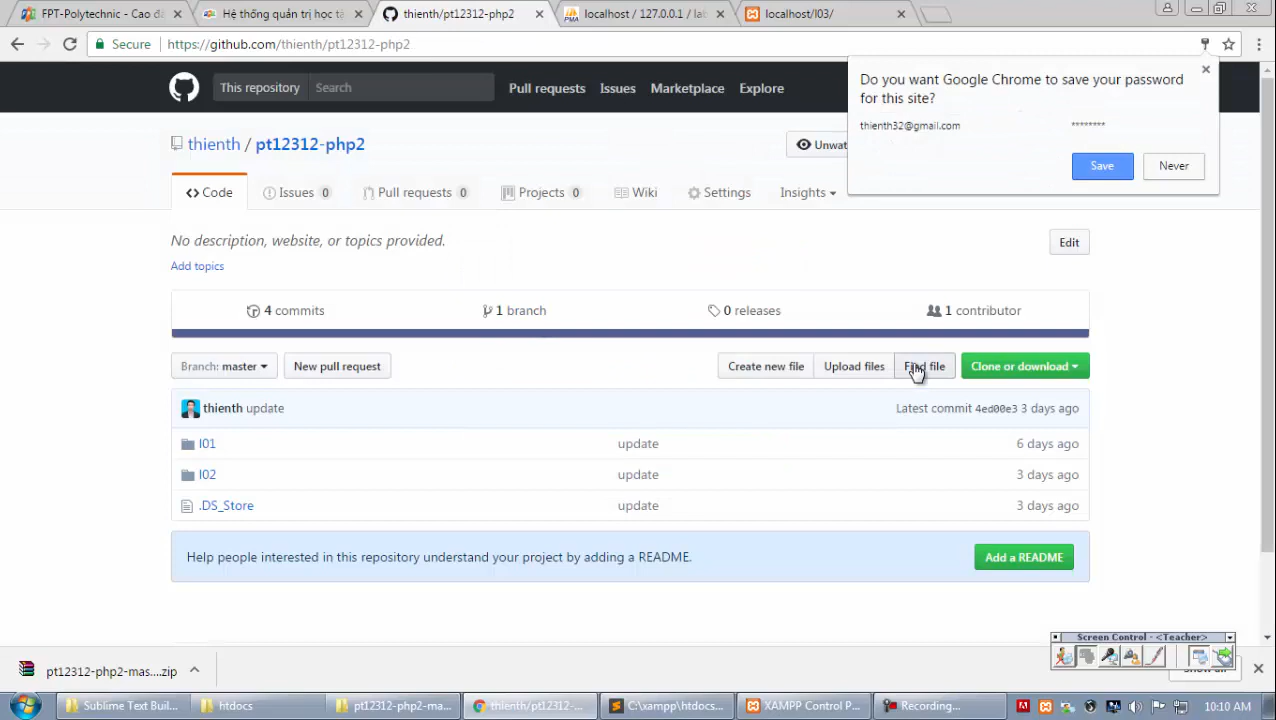 FPT-Polytechnic - Cao đẳ
Hệ thống quản trị học tậ
thienth/pt12312-php2
localhost / 127.0.0.1 / la
localhost/l03/
Secure
https://github.com/thienth/pt12312-php2
This repository
Search
Pull requests
Issues
Marketplace
Explore
Do you want Google Chrome to save your password
for this site?
thienth32@gmail.com
********
Save
Never
thienth / pt12312-php2
Unwa
Code
Issues 0
Pull requests 0
Projects 0
Wiki
Settings
Insights
No description, website, or topics provided.
Edit
Add topics
4 commits
1 branch
0 releases
1 contributor
Branch: master
New pull request
Create new file
Upload files
Find file
Clone or download
thienth update
Latest commit 4ed00e3 3 days ago
l01
update
6 days ago
l02
update
3 days ago
.DS_Store
update
3 days ago
Help people interested in this repository understand your project by adding a README.
Add a README
Screen Control - <Teacher>
pt12312-php2-mas....zip
Show all
Sublime Text Buil...
htdocs
pt12312-php2-ma...
thienth/pt12312-...
C:\xampp\htdocs...
XAMPP Control P...
Recording...
10:10 AM